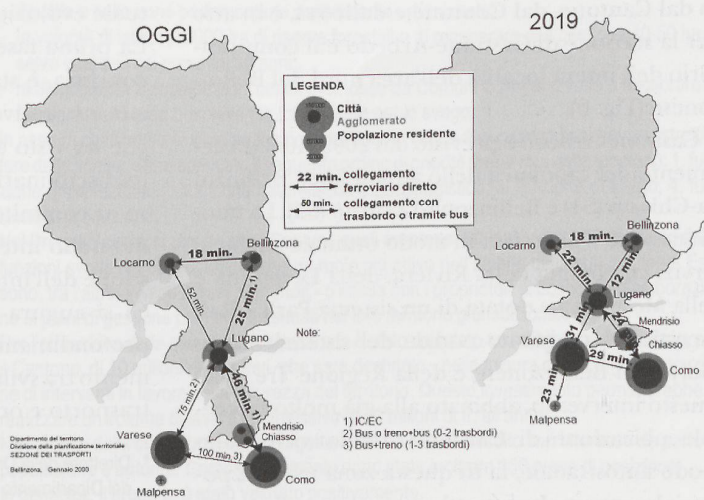 OGGI
2019
LEGENDA
Città
Agglomerato
Popolazione residente
22 min. collegamento
ferroviario diretto
50 min. collegamento con
trasbordo o tramite bus
Locarno
18 min.
Bellinzona
52 min.
25 min. 1)
Lugano
46 min. 1)
75 min. 2)
Mendrisio
Chiasso
Varese
100 min. 3)
Como
Malpensa
Note:
Locarno
18 min.
Bellinzona
22 min.
12 min.
Lugano
31 min.
Mendrisio
Chiasso
Varese
29 min.
Como
23 min.
Malpensa
1) IC/EC
2) Bus o treno+bus (0-2 trasbordi)
3) Bus+treno (1-3 trasbordi)
Dipartimento del territorio
Divisione della pianificazione territoriale
SEZIONE DEI TRASPORTI
Bellinzona, Gennaio 2000